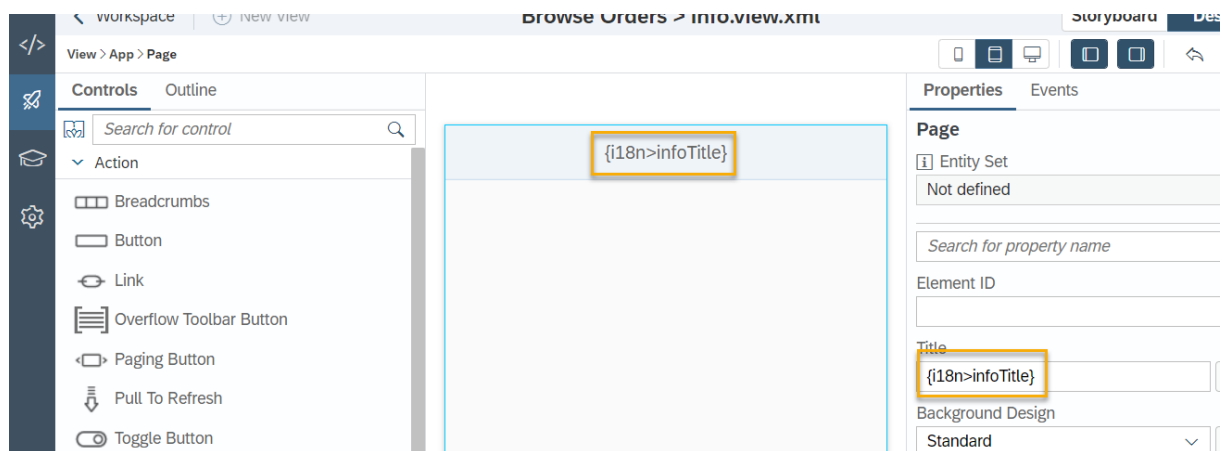 Workspace
New View
Browse Orders > Info.view.xml
Storyboard
Des
</>
View > App > Page
Controls
Outline
Properties
Events
Search for control
Action
Breadcrumbs
Button
Link
Overflow Toolbar Button
Paging Button
Pull To Refresh
Toggle Button
{i18n>infoTitle}
Page
i Entity Set
Not defined
Search for property name
Element ID
Title
{i18n>infoTitle}
Background Design
Standard